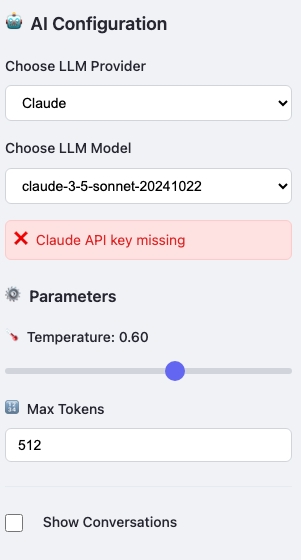 AI Configuration
Choose LLM Provider
Claude
Choose LLM Model
claude-3-5-sonnet-20241022
❌ Claude API key missing
Parameters
Temperature: 0.60
Max Tokens
512
Show Conversations